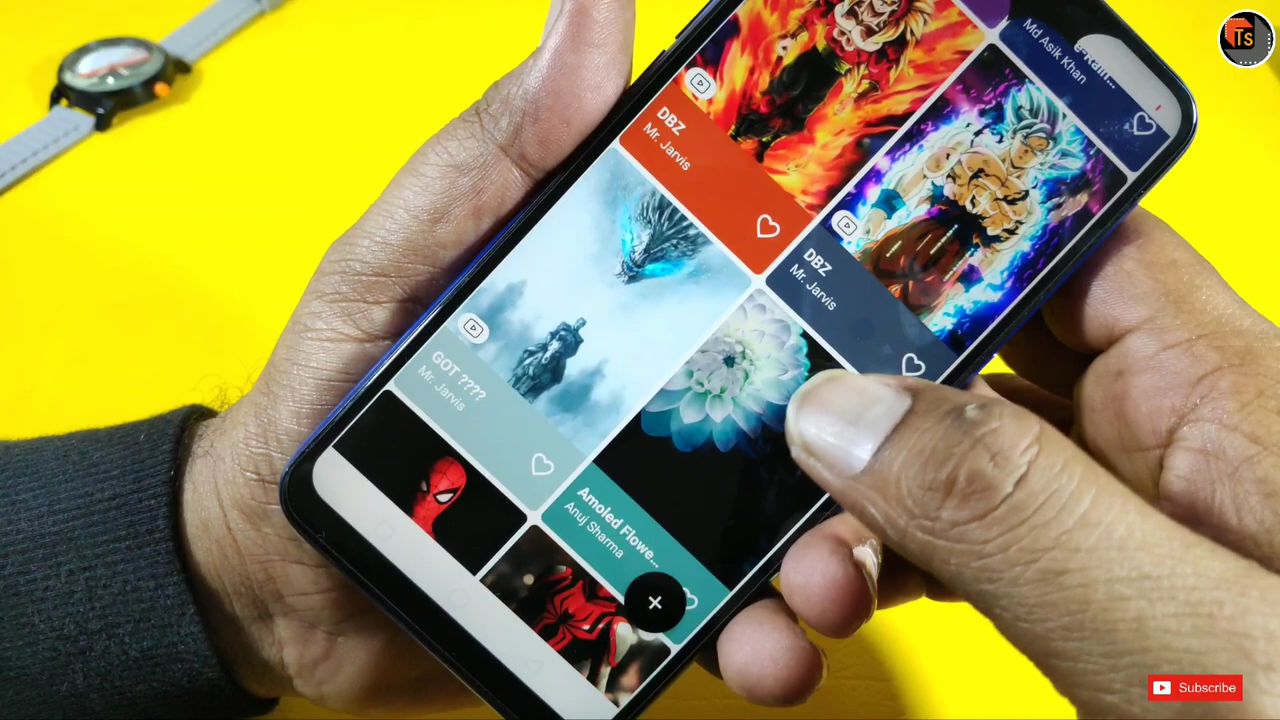 TS
Md Asik Khan
DBZ
Mr. Jarvis
DBZ
Mr. Jarvis
GOT ????
Mr. Jarvis
Amoled Flowe...
Anuj Sharma
Subscribe